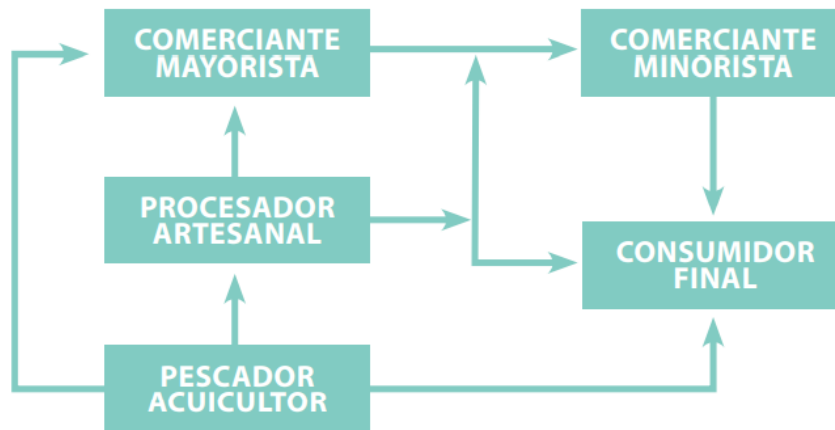 COMERCIANTE
MAYORISTA
COMERCIANTE
MINORISTA
PROCESADOR
ARTESANAL
CONSUMIDOR
FINAL
PESCADOR
ACUICULTOR